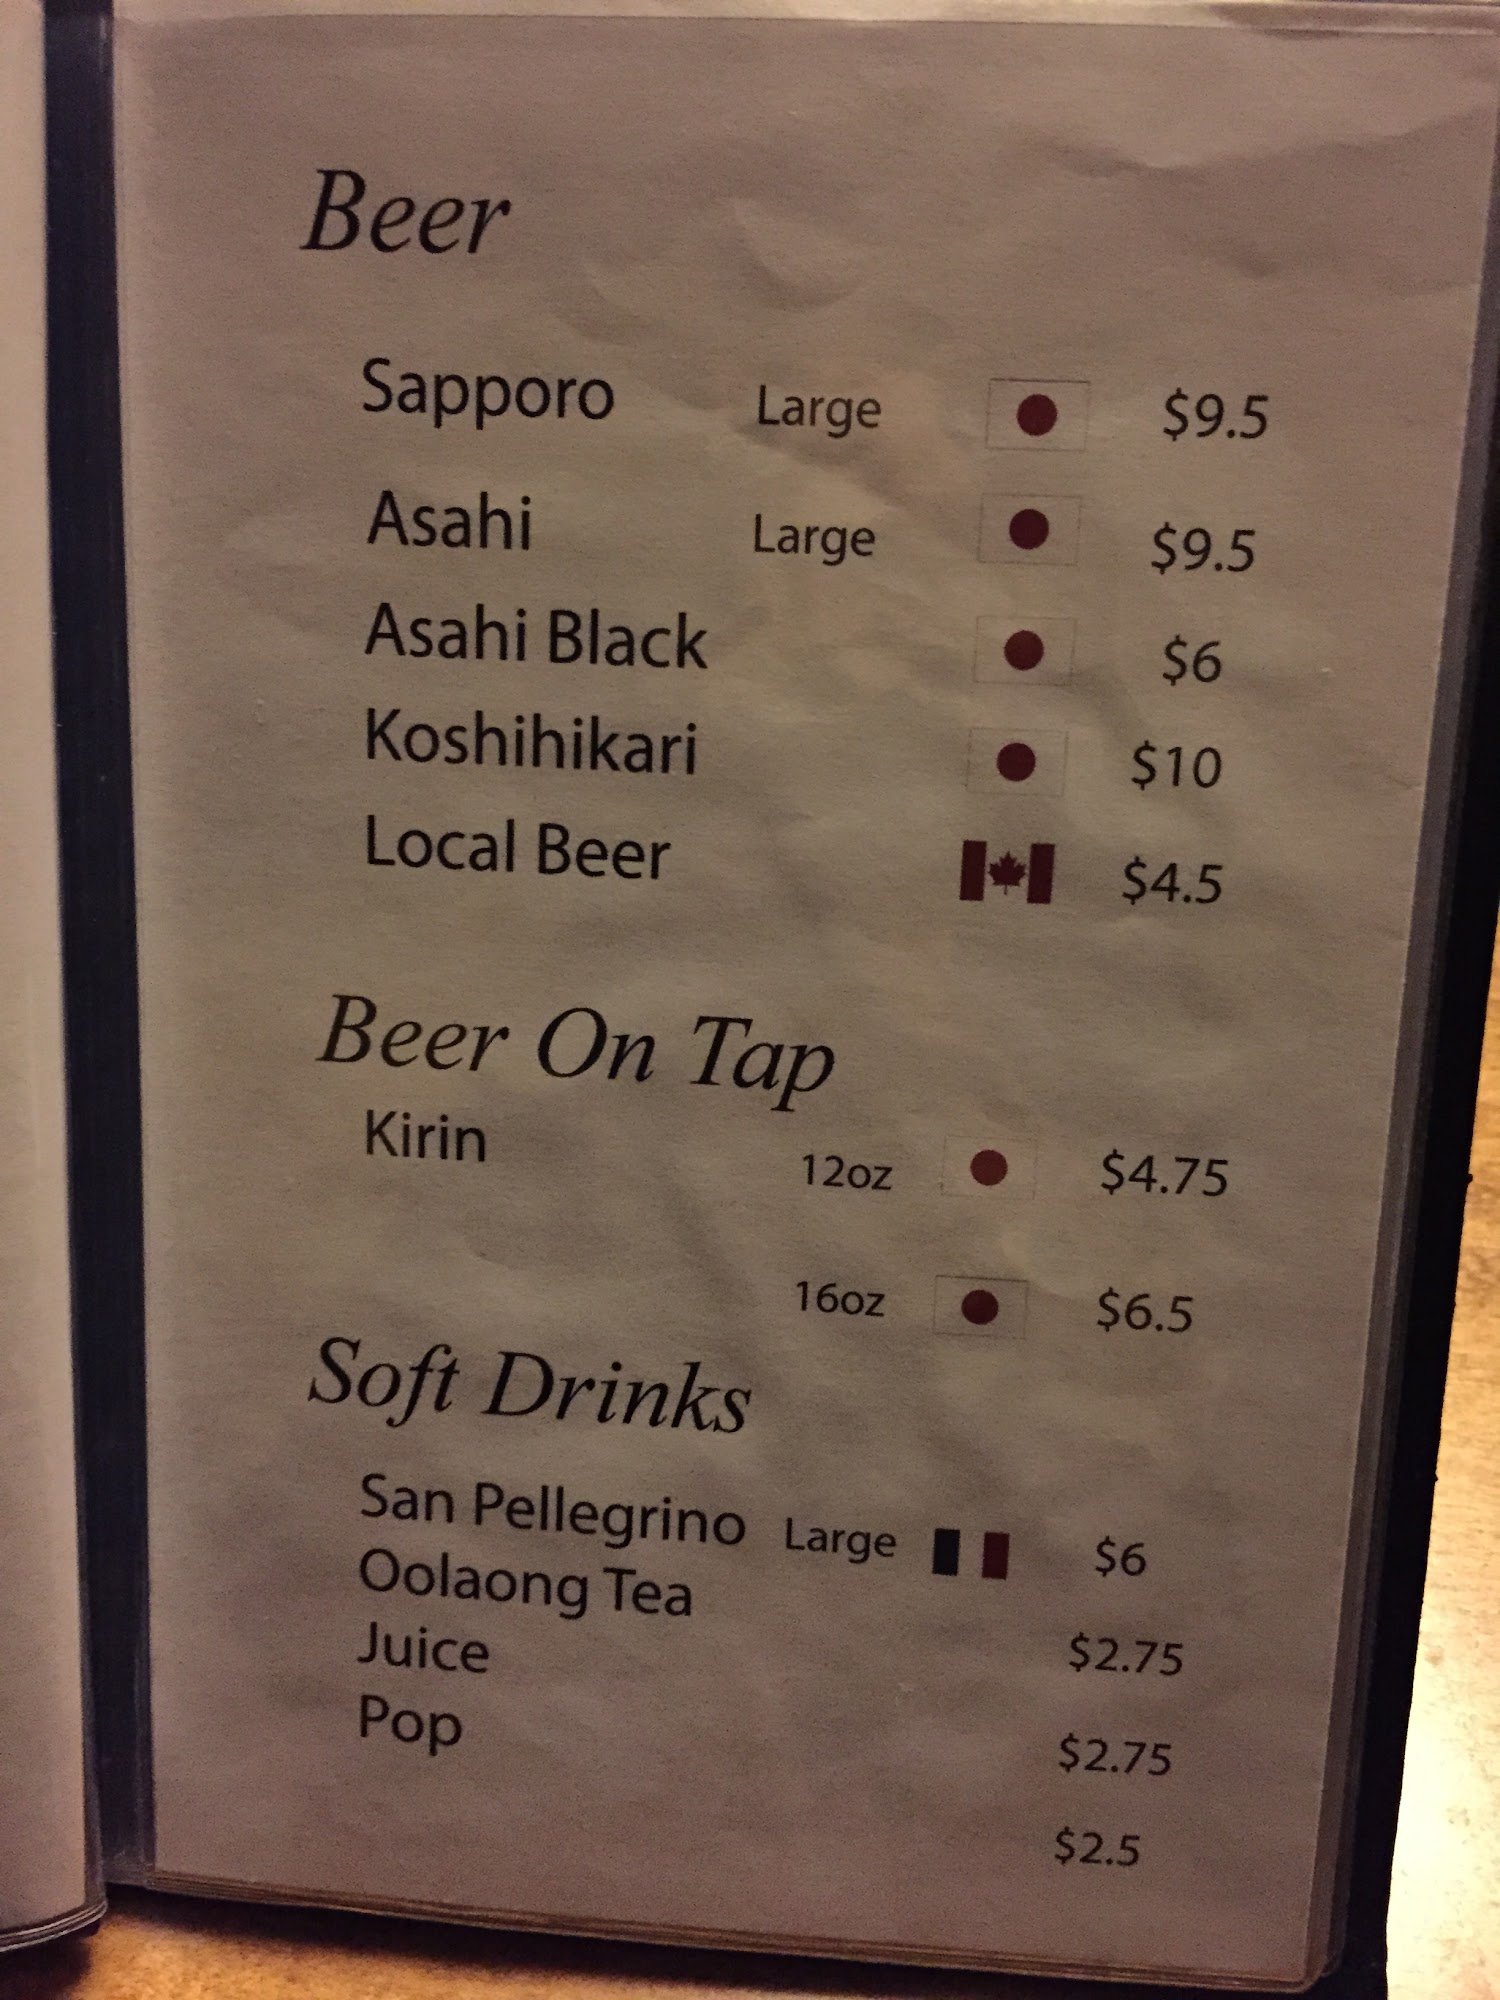 Beer
Sapporo Large $9.5
Asahi Large $9.5
Asahi Black $6
Koshihikari $10
Local Beer $4.5
Beer On Tap
Kirin 12oz $4.75
16oz $6.5
Soft Drinks
San Pellegrino Large $6
Oolaong Tea $2.75
Juice $2.75
Pop $2.5